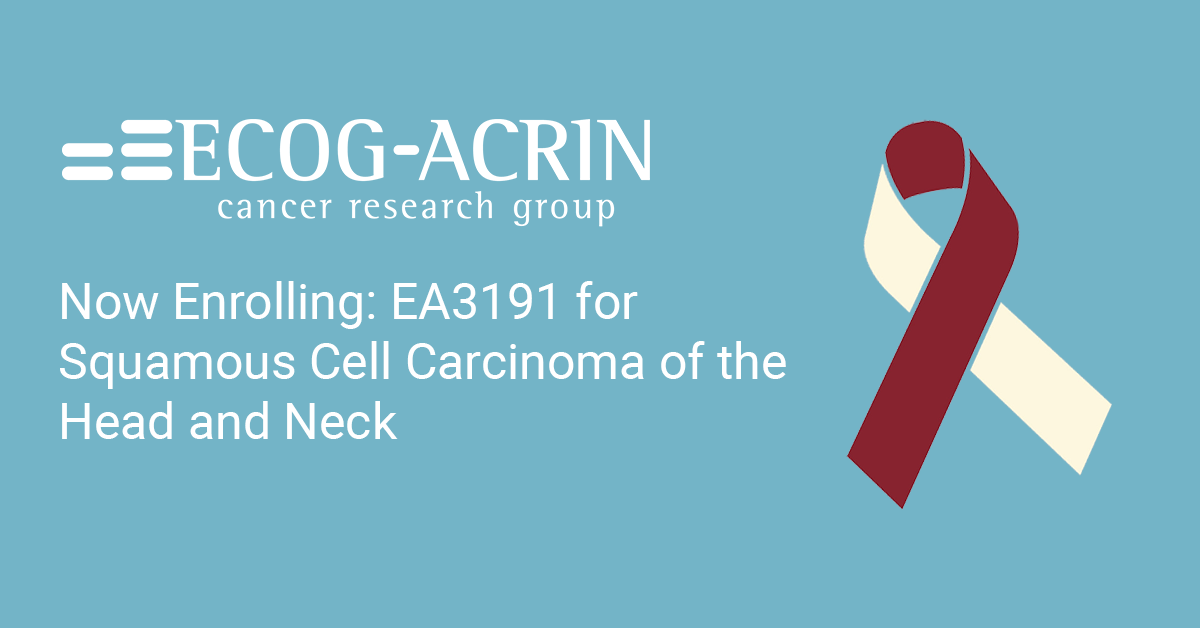 ECOG-ACRIN
cancer research group
Now Enrolling: EA3191 for
Squamous Cell Carcinoma of the
Head and Neck